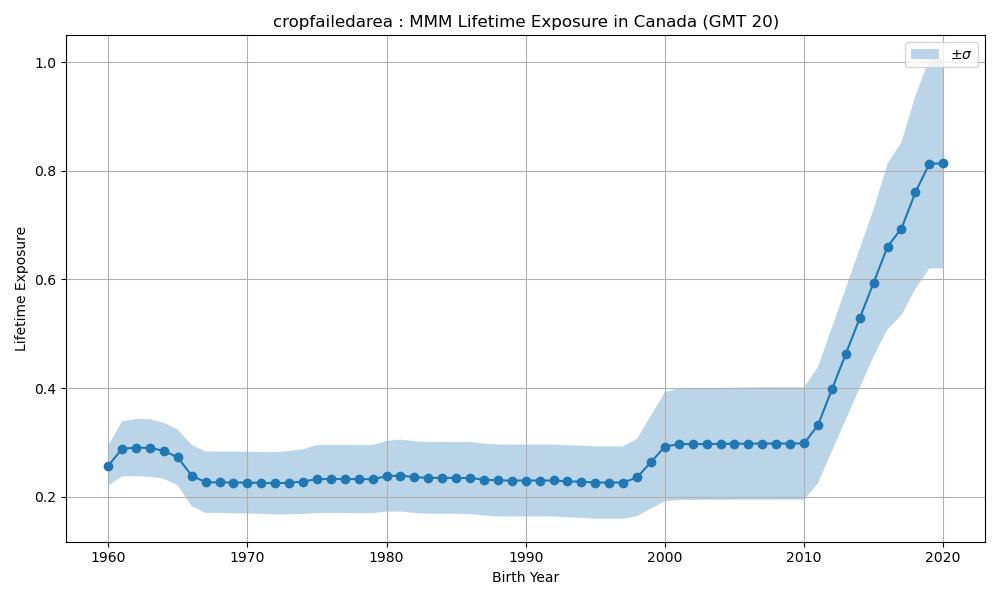 cropfailedarea : MMM Lifetime Exposure in Canada (GMT 20)
±σ
1.0
0.8
0.6
0.4
0.2
Lifetime Exposure
1960 1970 1980 1990 2000 2010 2020
Birth Year